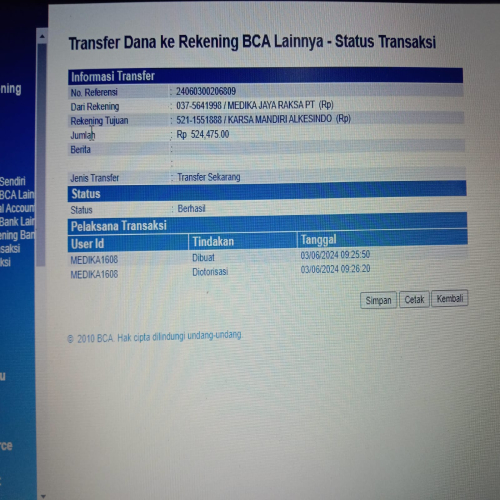 Transfer Dana ke Rekening BCA Lainnya - Status Transaksi
Informasi Transfer
No. Referensi : 24060300206809
Dari Rekening : 037-5641998 / MEDIKA JAYA RAKSA PT (Rp)
Rekening Tujuan : 521-1551888 / KARSA MANDIRI ALKESINDO (Rp)
Jumlah : Rp 524,475.00
Berita :
:
Jenis Transfer : Transfer Sekarang
Status
Status : Berhasil
Pelaksana Transaksi
User Id Tindakan Tanggal
MEDIKA1608 Dibuat 03/06/2024 09:25:50
MEDIKA1608 Diotorisasi 03/06/2024 09:26:20
Simpan Cetak Kembali
© 2010 BCA. Hak cipta dilindungi undang-undang.
ning
Sendiri
BCA Lain
al Accoun
Bank Lain
ening Ban
saksi
ksi
u
rce